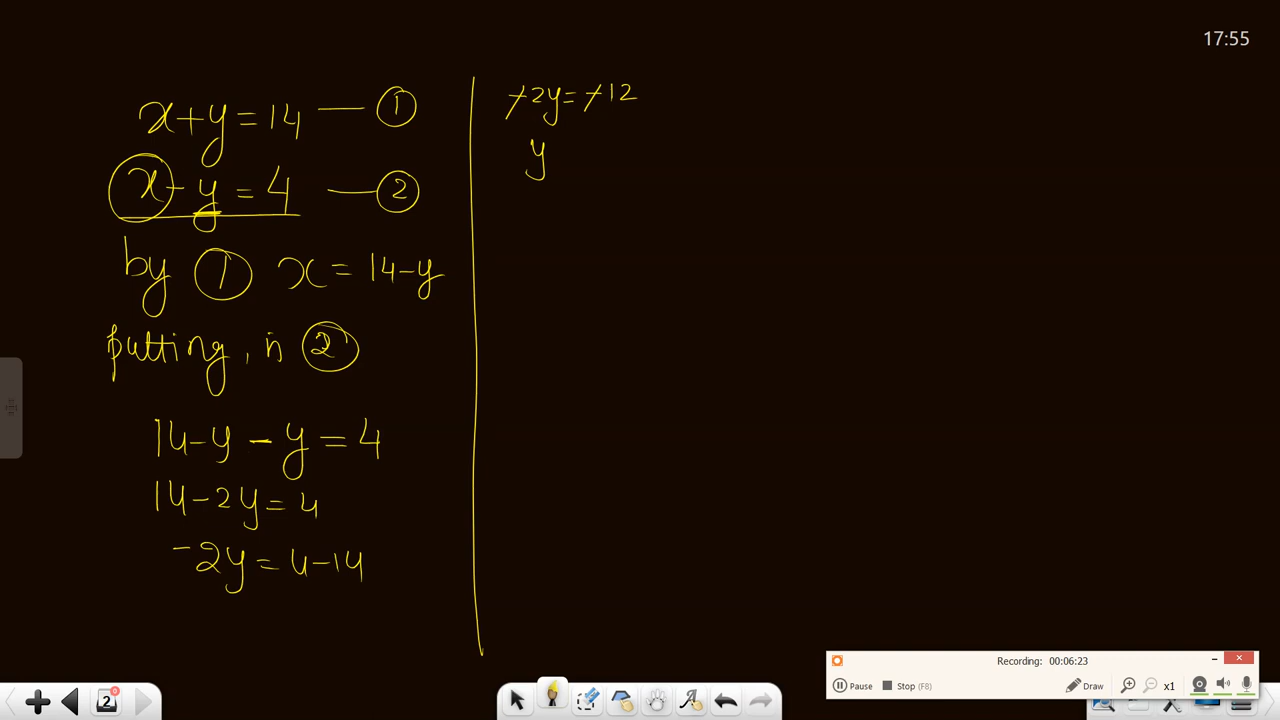 17:55
x+y=14 — ①
x-y=4 — ②
by ① x=14-y
putting, in ②
14-y-y=4
14-2y=4
-2y=4-14
-2y=-12
y
Recording: 00:06:23
Pause Stop (F8) Draw x1
2 0